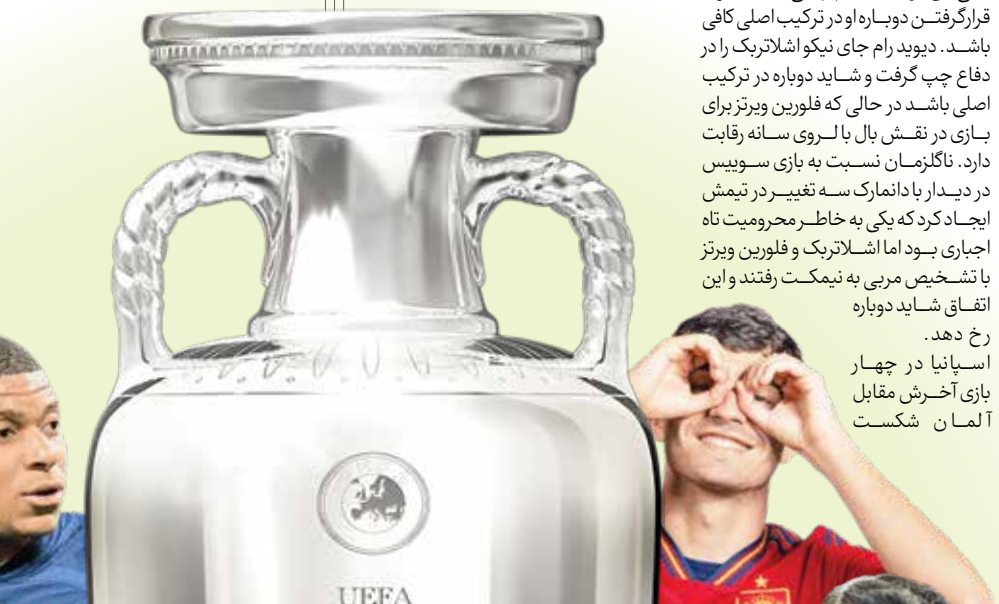 قرارگرفتن دوباره او در ترکیب اصلی کافی
باشد. دیوید رام جای نیکو اشلاتربک را در
دفاع چپ گرفت و شاید دوباره در ترکیب
اصلی باشد در حالی که فلورین ویرتز برای
بازی در نقش بال با لروی سانه رقابت
دارد. ناگلزمان نسبت به بازی سوییس
در دیدار با دانمارک سه تغییر در تیمش
ایجاد کرد که یکی به خاطر محرومیت تاه
اجباری بود اما اشلاتربک و فلورین ویرتز
با تشخیص مربی به نیمکت رفتند و این
اتفاق شاید دوباره
رخ دهد.
اسپانیا در چهار
بازی آخرش مقابل
آلمان شکست
UEFA